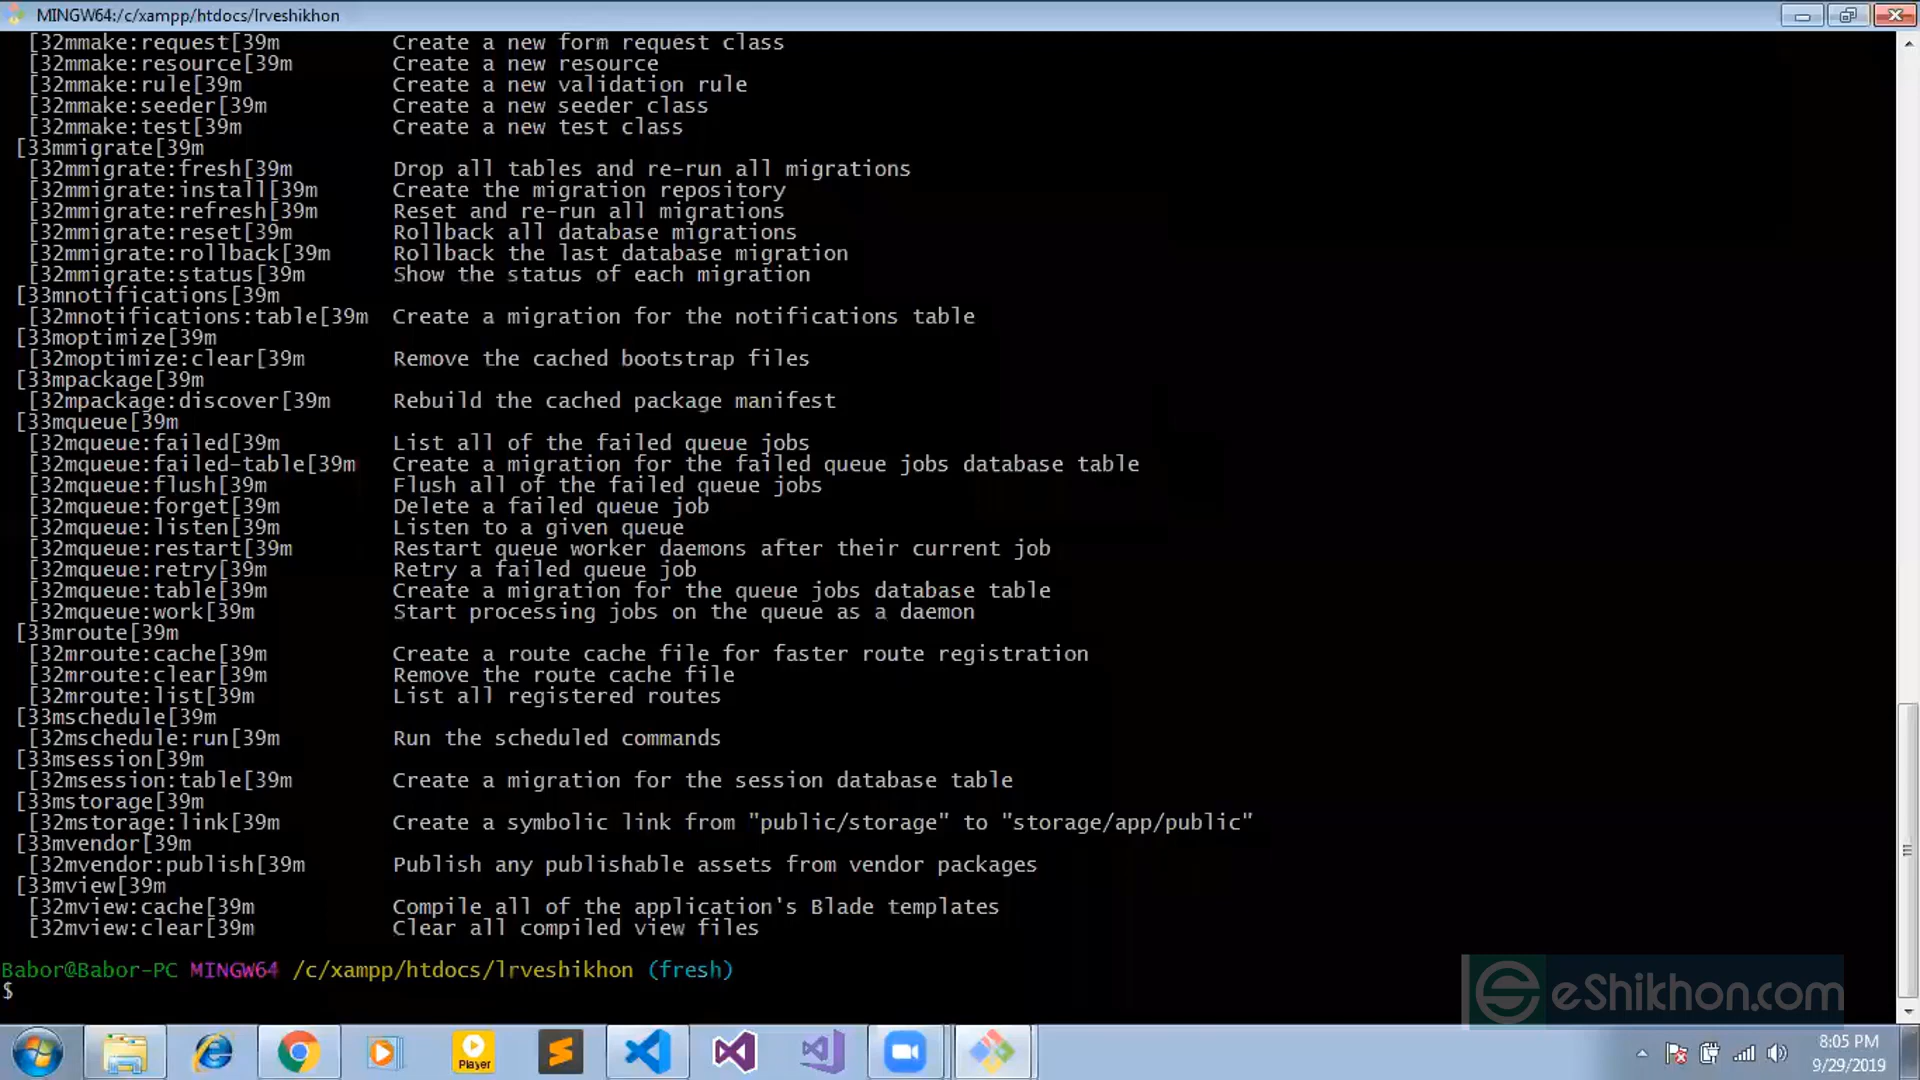 MINGW64:/c/xampp/htdocs/lrveshikhon
[32mmake:request[39m Create a new form request class
[32mmake:resource[39m Create a new resource
[32mmake:rule[39m Create a new validation rule
[32mmake:seeder[39m Create a new seeder class
[32mmake:test[39m Create a new test class
[33mmigrate[39m
[32mmigrate:fresh[39m Drop all tables and re-run all migrations
[32mmigrate:install[39m Create the migration repository
[32mmigrate:refresh[39m Reset and re-run all migrations
[32mmigrate:reset[39m Rollback all database migrations
[32mmigrate:rollback[39m Rollback the last database migration
[32mmigrate:status[39m Show the status of each migration
[33mnotifications[39m
[32mnotifications:table[39m Create a migration for the notifications table
[33moptimize[39m
[32moptimize:clear[39m Remove the cached bootstrap files
[33mpackage[39m
[32mpackage:discover[39m Rebuild the cached package manifest
[33mqueue[39m
[32mqueue:failed[39m List all of the failed queue jobs
[32mqueue:failed-table[39m Create a migration for the failed queue jobs database table
[32mqueue:flush[39m Flush all of the failed queue jobs
[32mqueue:forget[39m Delete a failed queue job
[32mqueue:listen[39m Listen to a given queue
[32mqueue:restart[39m Restart queue worker daemons after their current job
[32mqueue:retry[39m Retry a failed queue job
[32mqueue:table[39m Create a migration for the queue jobs database table
[32mqueue:work[39m Start processing jobs on the queue as a daemon
[33mroute[39m
[32mroute:cache[39m Create a route cache file for faster route registration
[32mroute:clear[39m Remove the route cache file
[32mroute:list[39m List all registered routes
[33mschedule[39m
[32mschedule:run[39m Run the scheduled commands
[33msession[39m
[32msession:table[39m Create a migration for the session database table
[33mstorage[39m
[32mstorage:link[39m Create a symbolic link from "public/storage" to "storage/app/public"
[33mvendor[39m
[32mvendor:publish[39m Publish any publishable assets from vendor packages
[33mview[39m
[32mview:cache[39m Compile all of the application's Blade templates
[32mview:clear[39m Clear all compiled view files
Babor@Babor-PC MINGW64 /c/xampp/htdocs/lrveshikhon (fresh)
$
eShikhon.com
Player
8:05 PM
9/29/2019